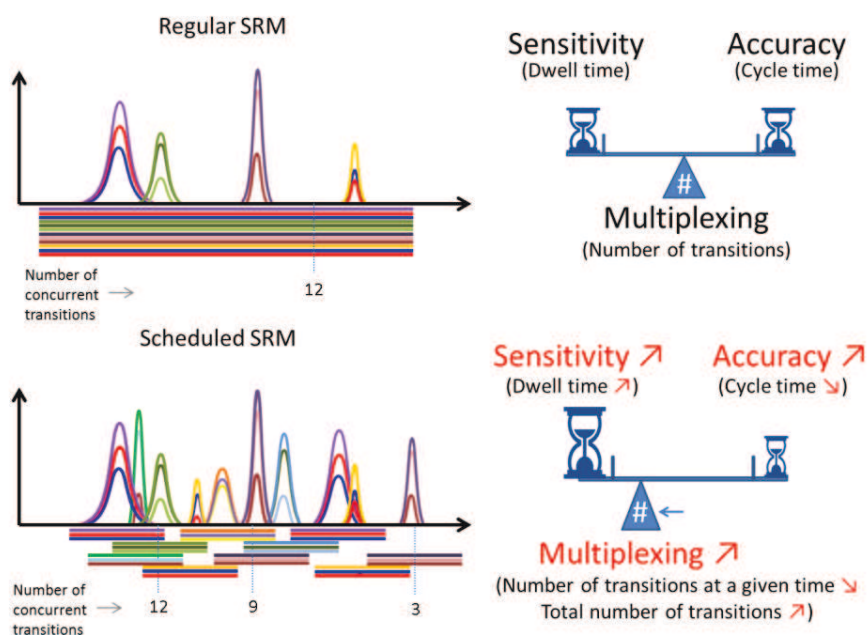 Regular SRM
Sensitivity
(Dwell time)
Accuracy
(Cycle time)
#
Multiplexing
(Number of transitions)
Number of
concurrent →
transitions
12
Scheduled SRM
Sensitivity ↗
(Dwell time ↗)
Accuracy ↗
(Cycle time ↘)
# ←
Multiplexing ↗
(Number of transitions at a given time ↘
Total number of transitions ↗)
Number of
concurrent →
transitions
12
9
3